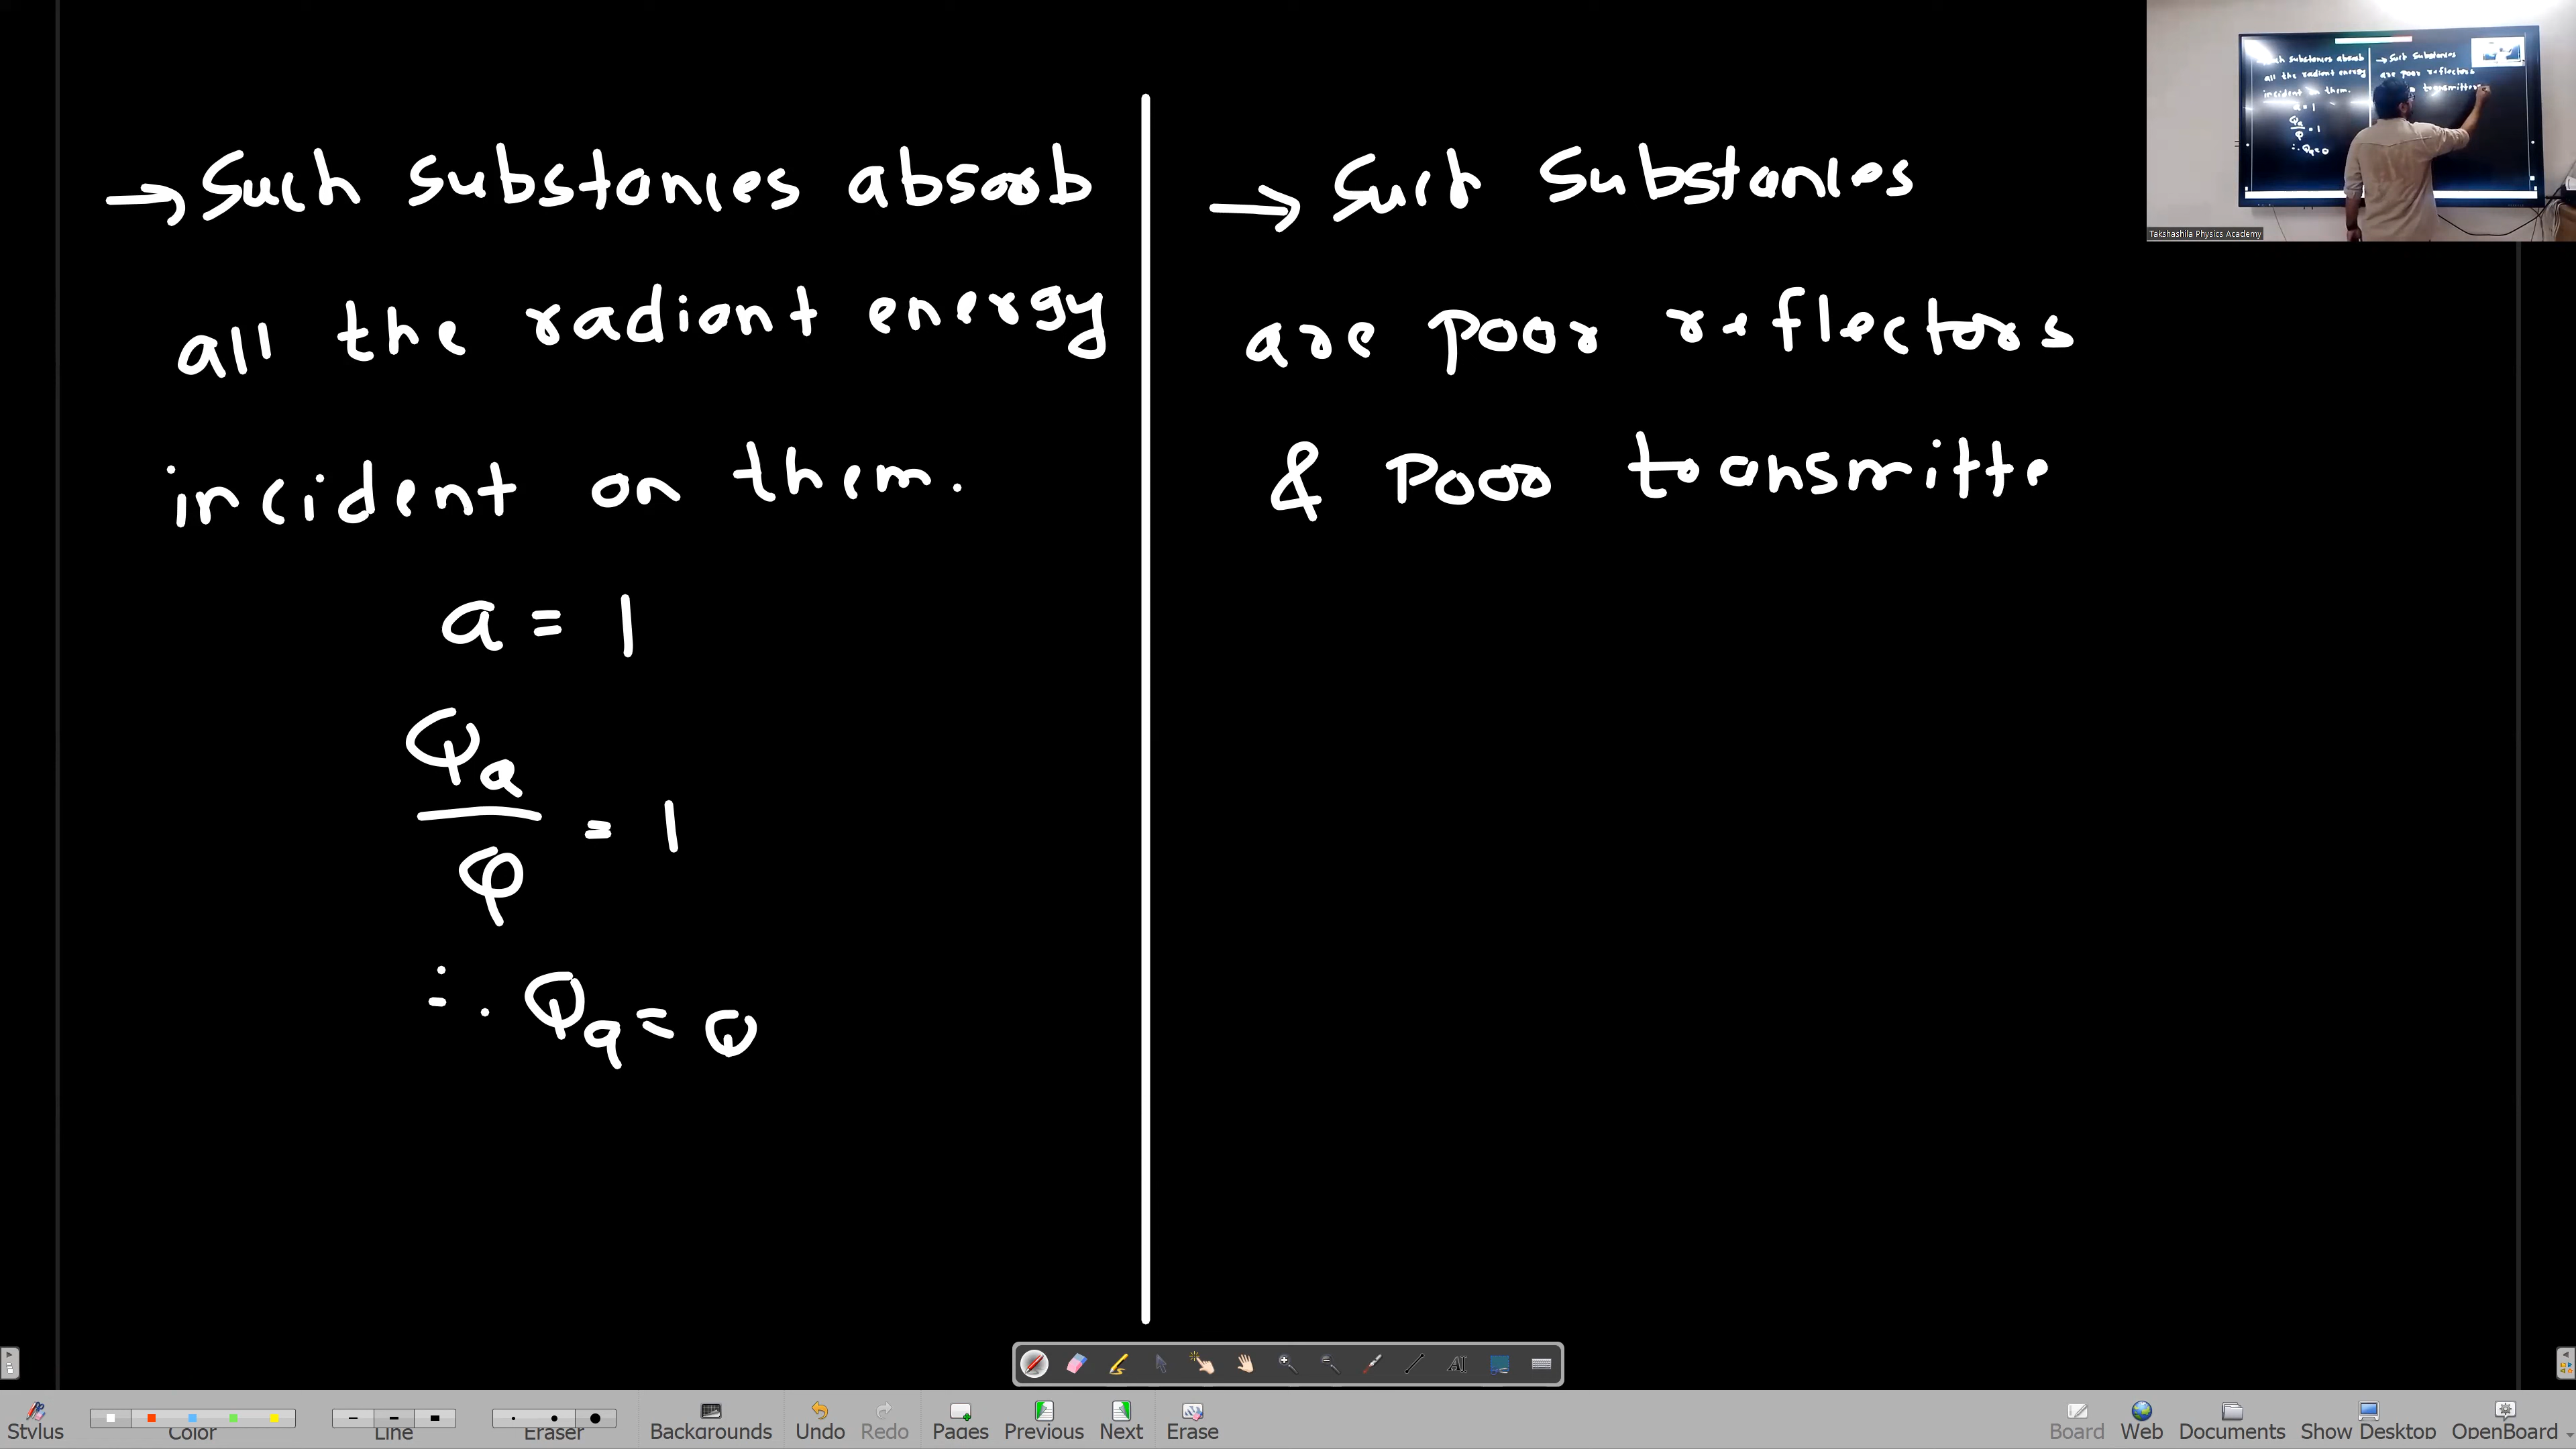 → Such substances absorb
all the radiant energy
incident on them.
a = 1
Qa
Q
= 1
∴ Qa = Q
→ Such Substances
are poor reflectors
& Poor transmitte
Takshashila Physics Academy
Stylus
Color
Line
Eraser
Backgrounds
Undo
Redo
Pages
Previous
Next
Erase
Board
Web
Documents
Show Desktop
OpenBoard